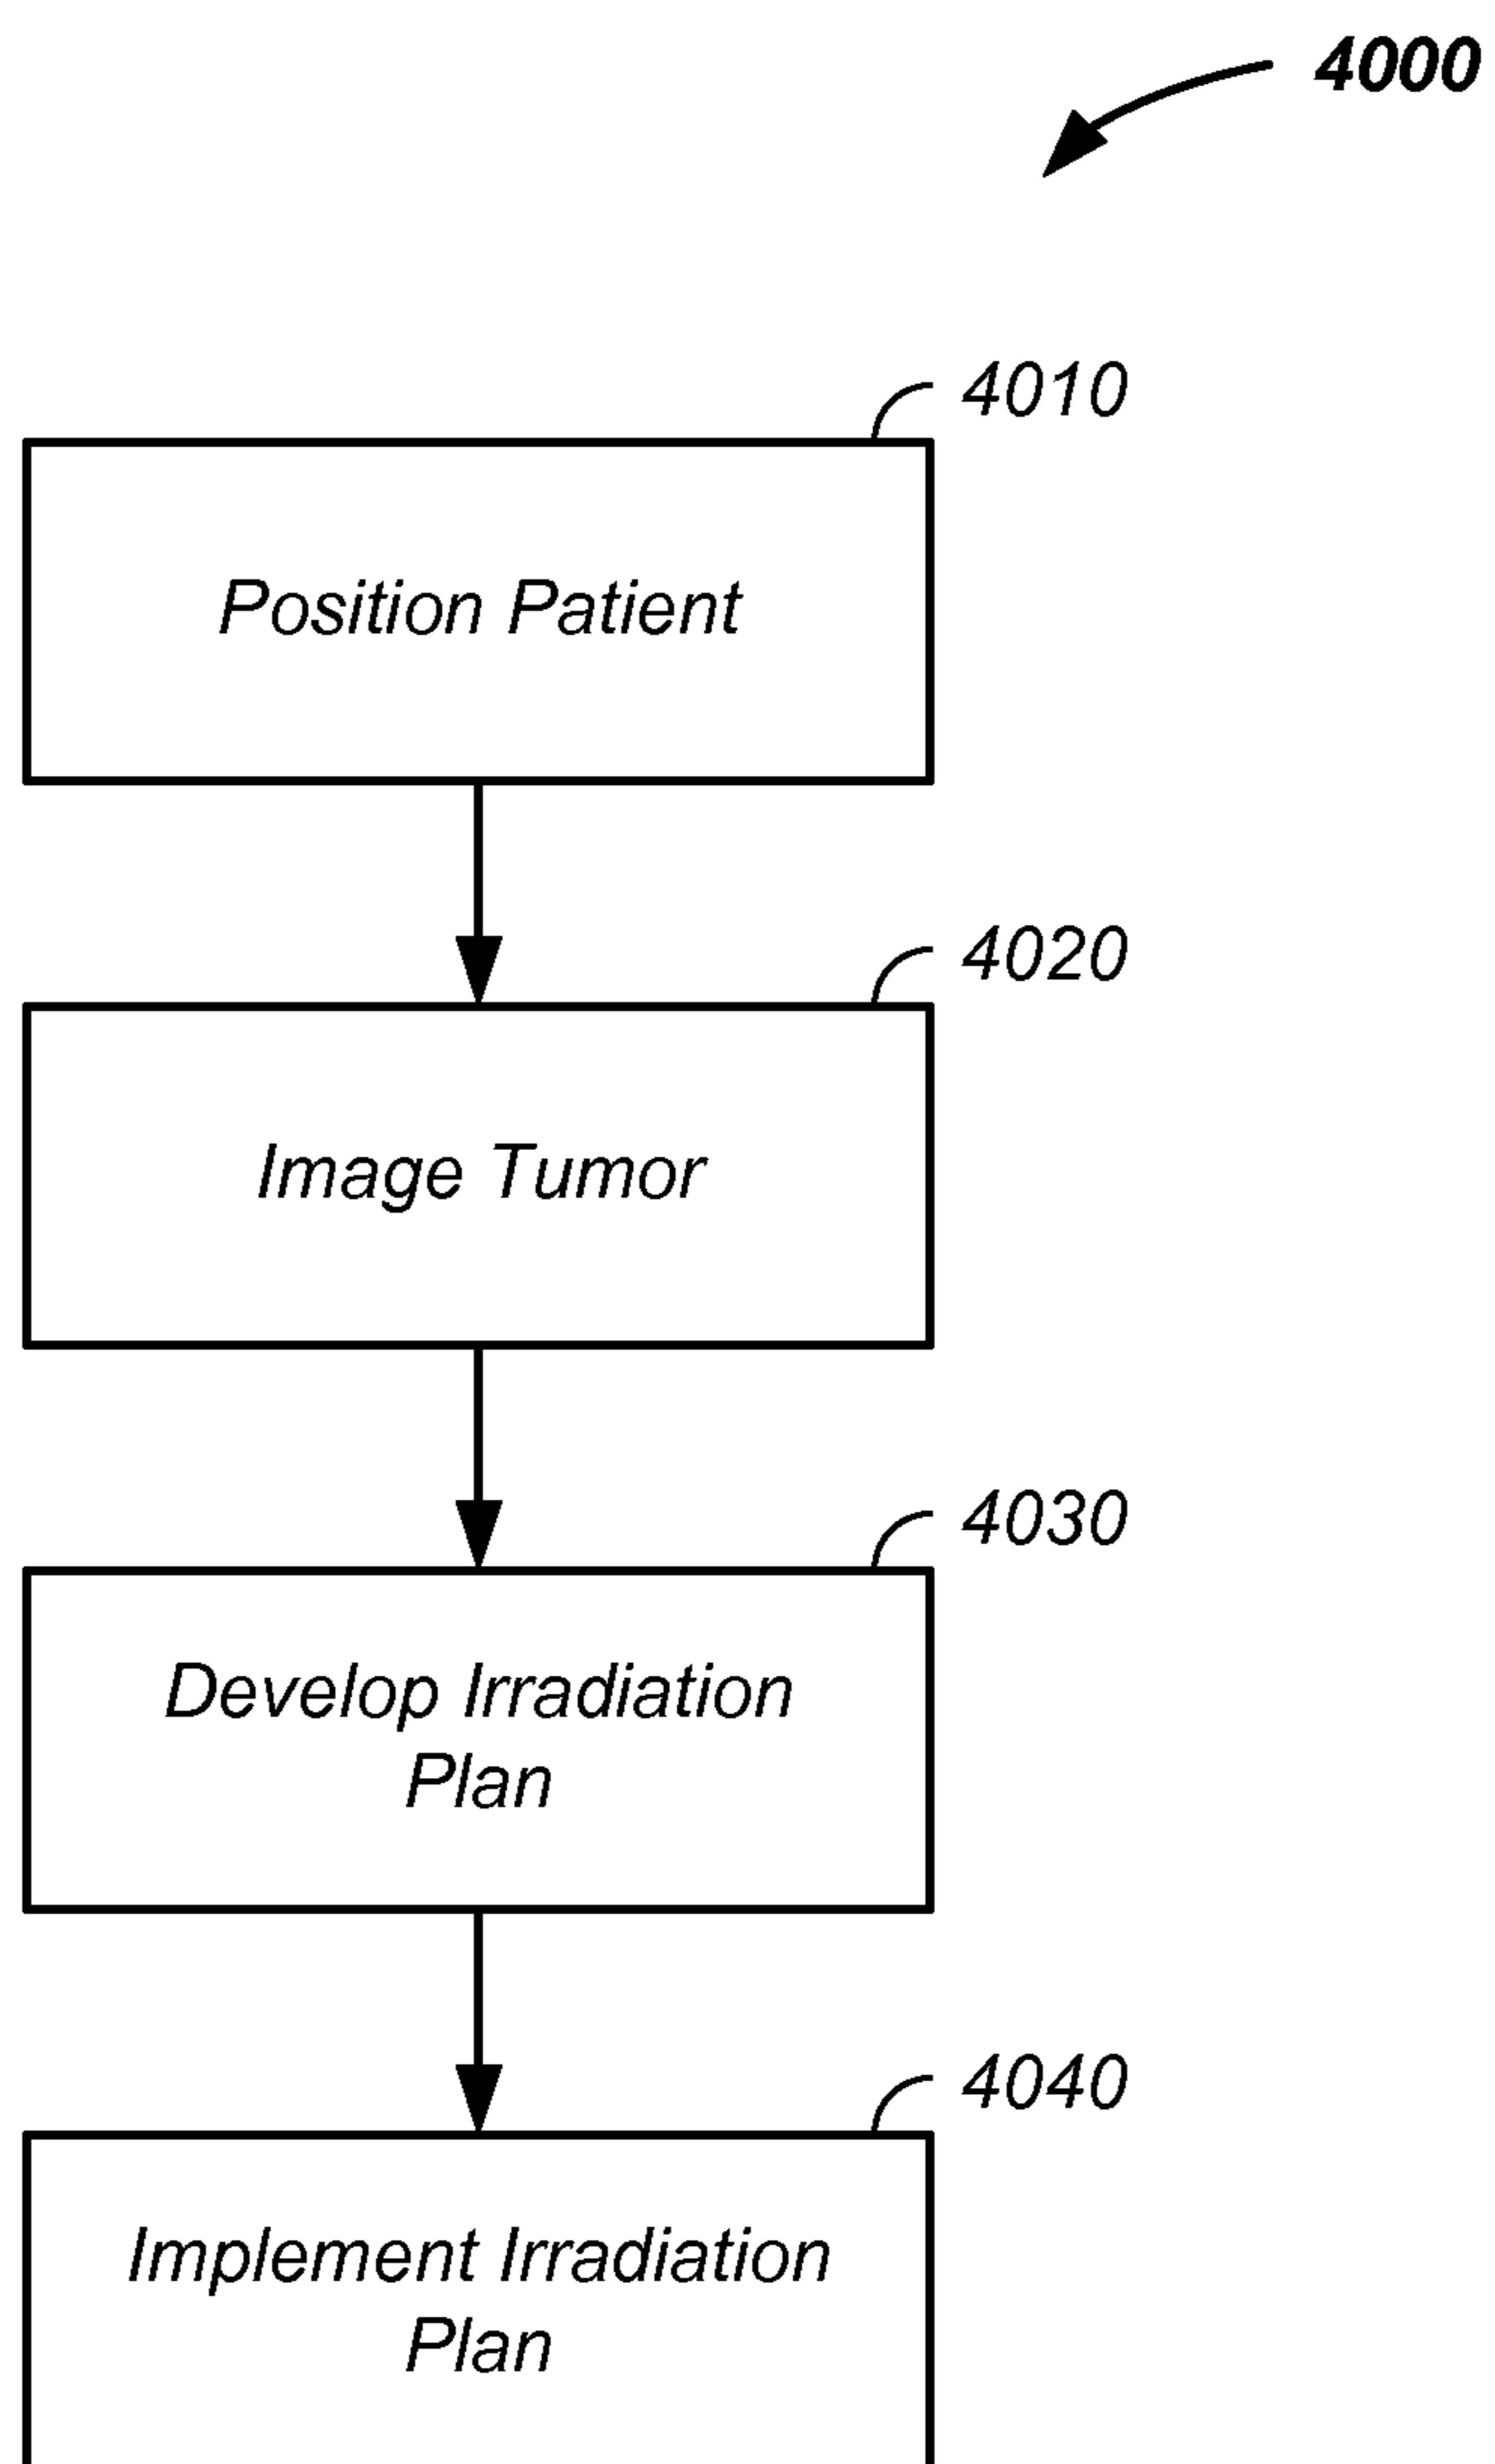 4000
4010
Position Patient
4020
Image Tumor
4030
Develop Irradiation
Plan
4040
Implement Irradiation
Plan